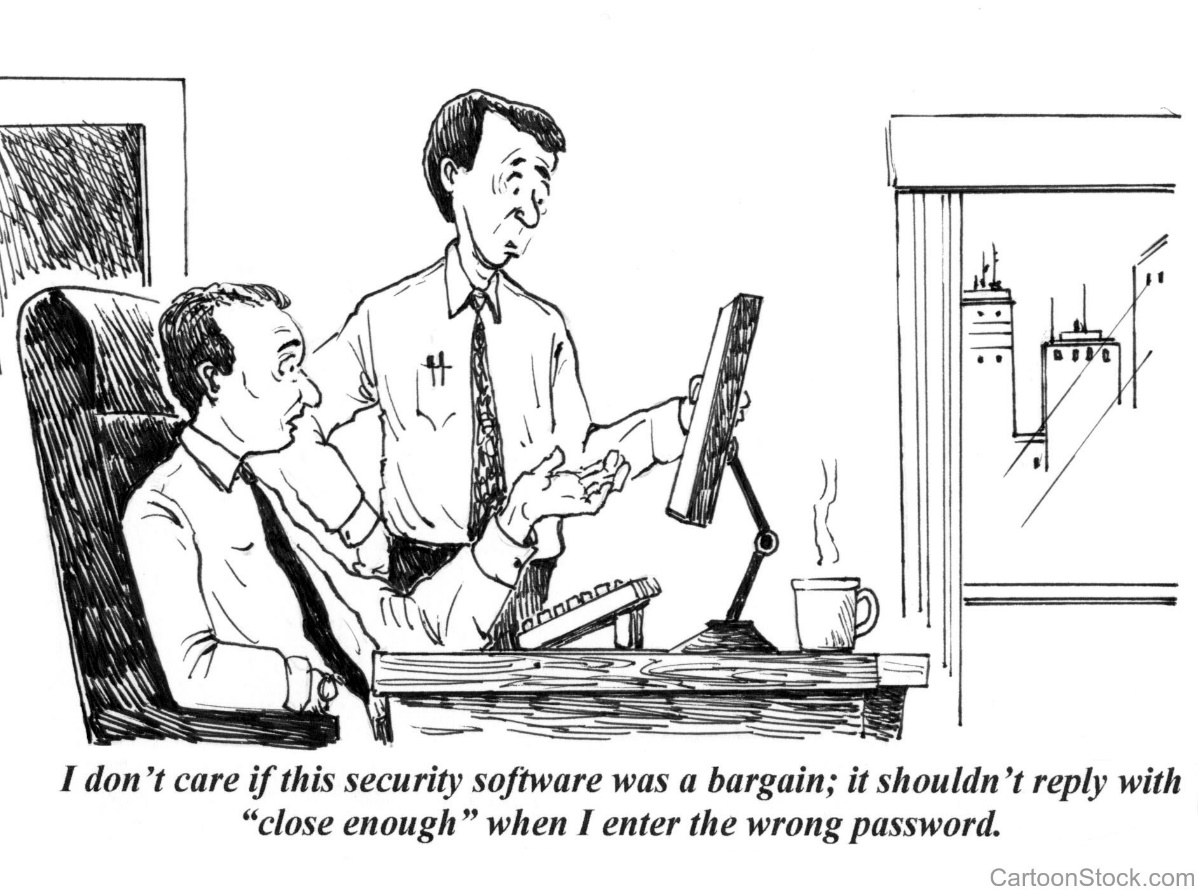 I don’t care if this security software was a bargain; it shouldn’t reply with
“close enough” when I enter the wrong password.
CartoonStock.com